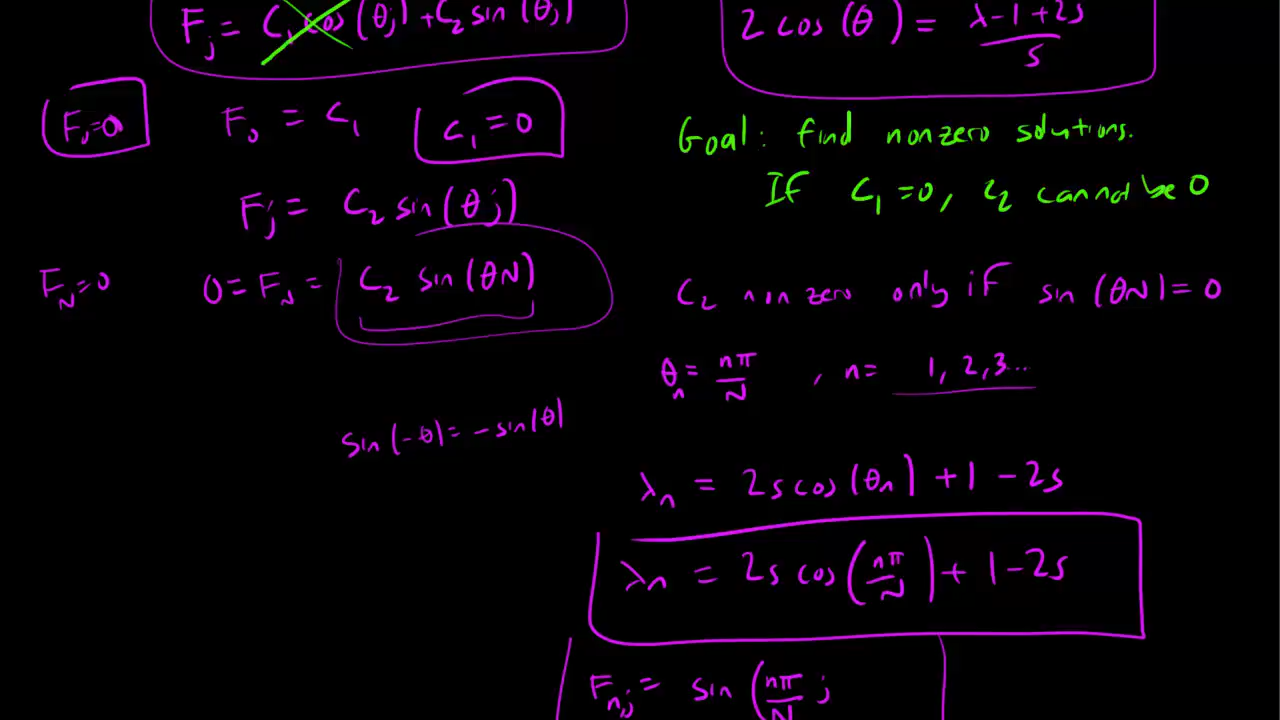 F_j = C_1 cos(θj) + C_2 sin(θj)
2 cos(θ) = (λ-1+2s)/s
F_0=0
F_0 = C_1
C_1=0
Goal: find nonzero solutions.
If C_1=0, C_2 cannot be 0
F_j = C_2 sin(θj)
F_N=0
0=F_N= C_2 sin(θN)
C_2 nonzero only if sin(θN)=0
θ_n = nπ/N , n= 1, 2, 3...
sin(-θ)= -sin(θ)
λ_n = 2s cos(θ_n) + 1 - 2s
λ_n = 2s cos(nπ/N) + 1 - 2s
F_n,j = sin(nπ/N j